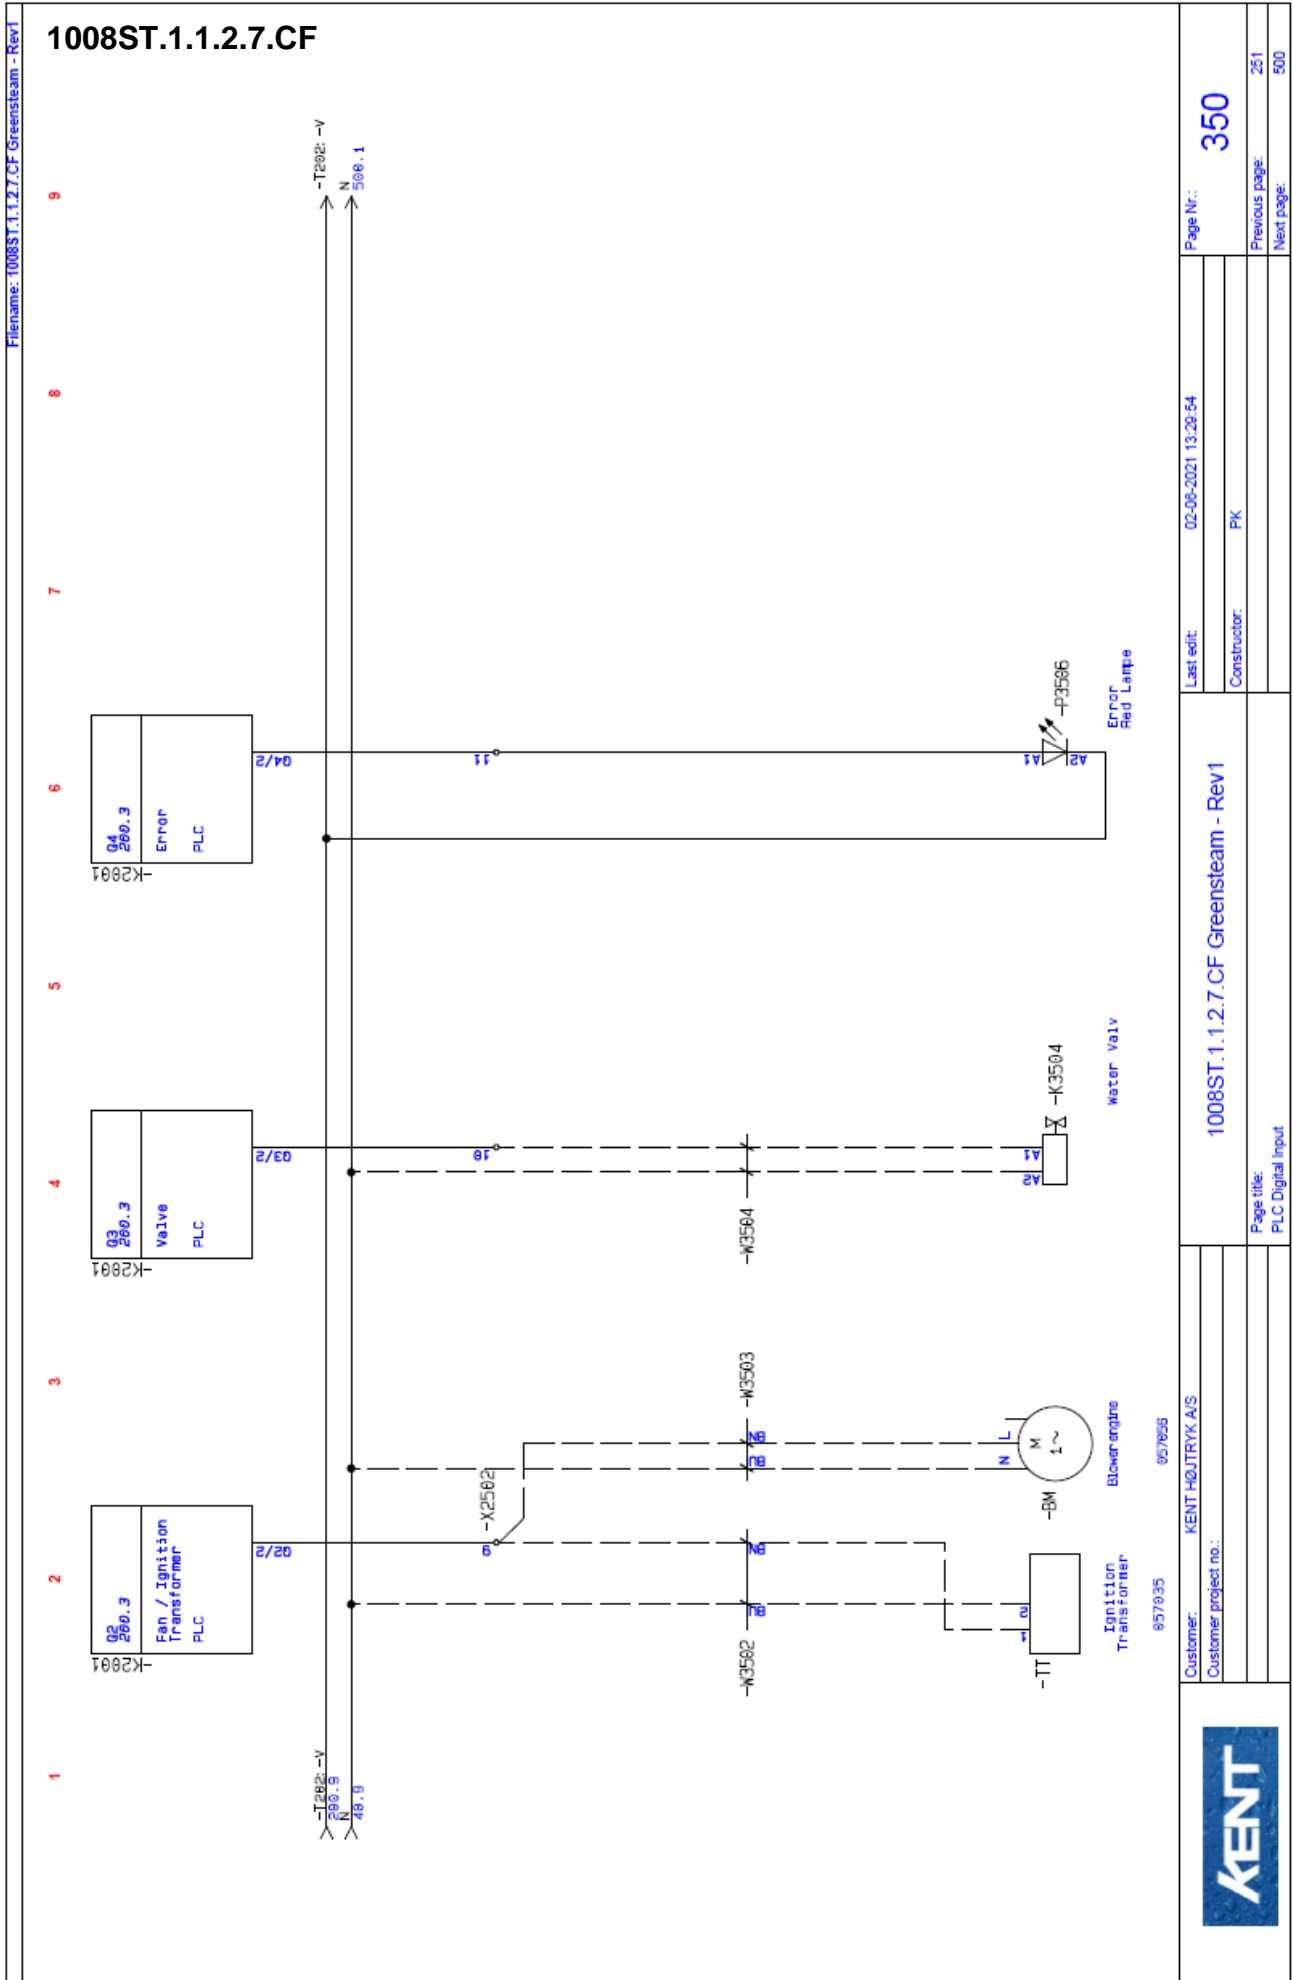 1008ST.1.1.2.7.CF
Filename: 1008ST.1.1.2.7.CF Greensteam - Rev1
1
2
3
4
5
6
7
8
9
-K2001
Q2
200.3
Fan / Ignition
Transformer
PLC
Q2/2
-K2001
Q3
200.3
Valve
PLC
Q3/2
-K2001
Q4
200.3
Error
PLC
Q4/2
-T202: -V
200.9
N
40.9
-T202: -V
N
500.1
-X2502
9
10
11
-W3502
BU
BN
-W3503
BU
BN
-W3504
-TT
1
2
-BM
N
L
M
1~
A2
A1
-K3504
A1
A2
-P3506
Ignition
Transformer
057035
Blowerengine
057056
Water Valv
Error
Red Lampe
KENT
Customer: KENT HØJTRYK A/S
Customer project no.:
1008ST.1.1.2.7.CF Greensteam - Rev1
Page title:
PLC Digital Input
Last edit: 02-06-2021 13:29:54
Constructor: PK
Page Nr.:
350
Previous page: 251
Next page: 500